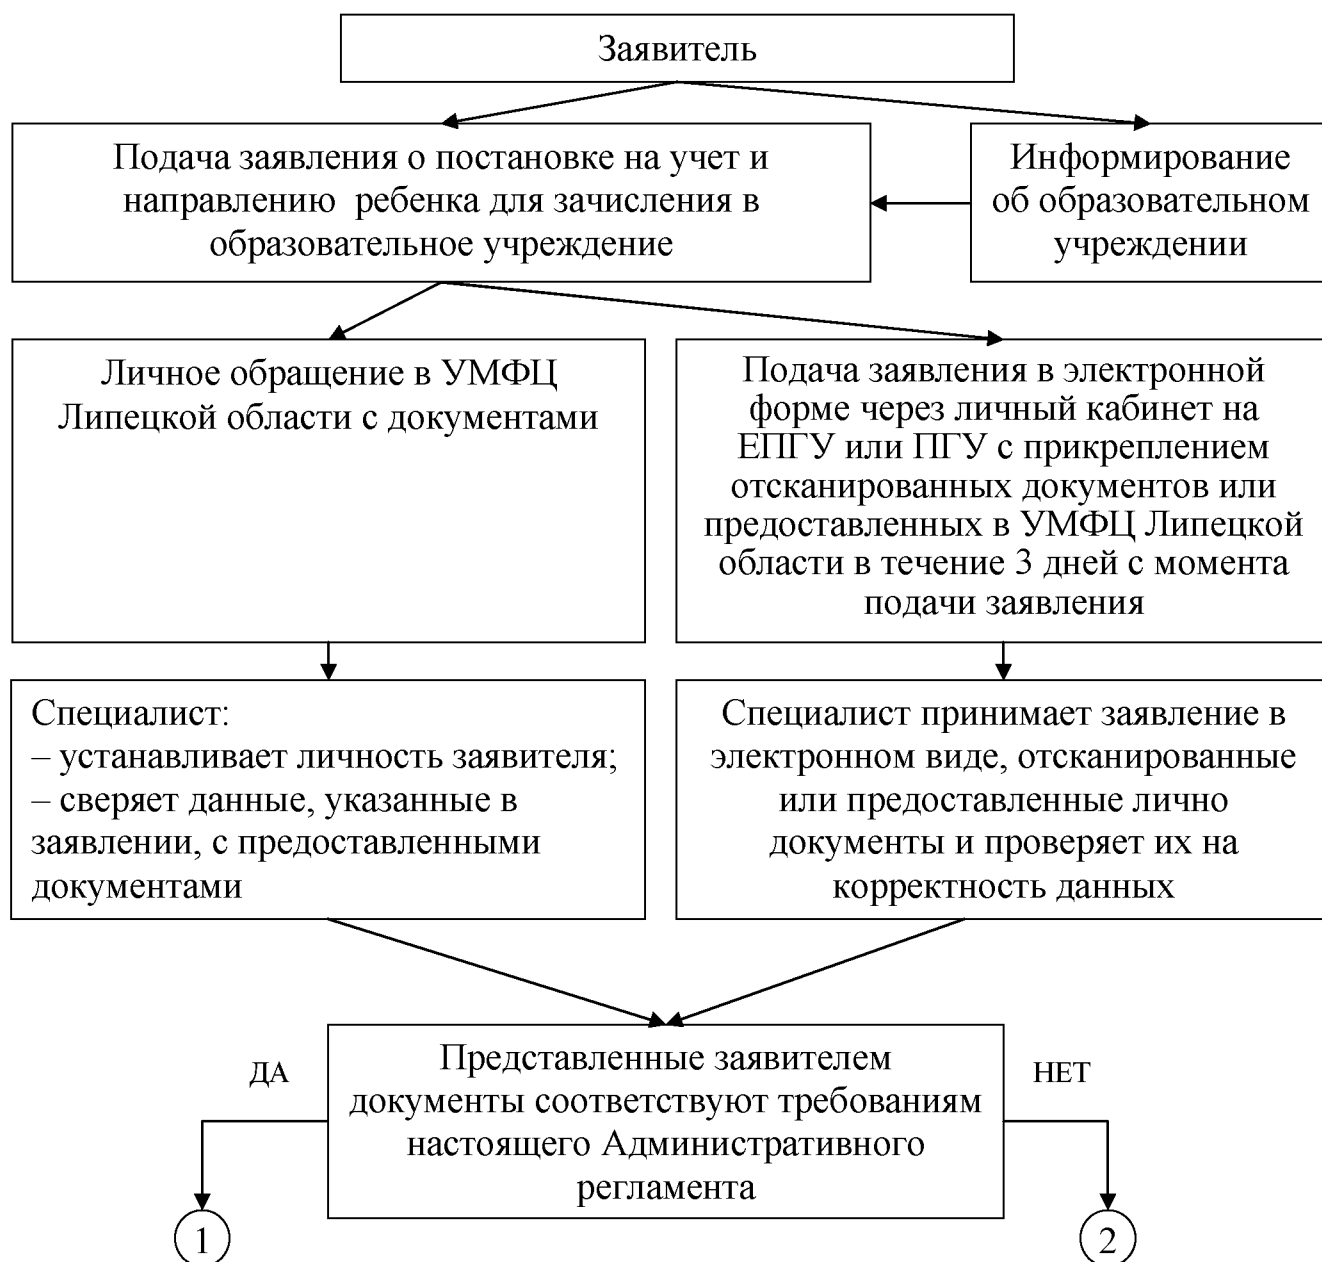 Заявитель
Подача заявления о постановке на учет и
направлению ребенка для зачисления в
образовательное учреждение
Информирование
об образовательном
учреждении
Личное обращение в УМФЦ
Липецкой области с документами
Подача заявления в электронной
форме через личный кабинет на
ЕПГУ или ПГУ с прикреплением
отсканированных документов или
предоставленных в УМФЦ Липецкой
области в течение 3 дней с момента
подачи заявления
Специалист:
– устанавливает личность заявителя;
– сверяет данные, указанные в
заявлении, с предоставленными
документами
Специалист принимает заявление в
электронном виде, отсканированные
или предоставленные лично
документы и проверяет их на
корректность данных
ДА
Представленные заявителем
документы соответствуют требованиям
настоящего Административного
регламента
НЕТ
1
2